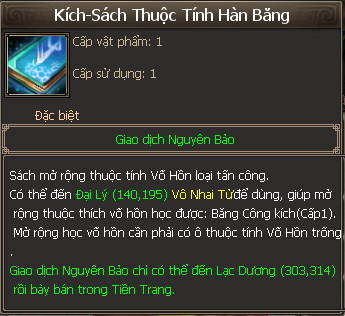 Kích-Sách Thuộc Tính Hàn Băng
Cấp vật phẩm: 1
Cấp sử dụng: 1
Đặc biệt
Giao dịch Nguyên Bảo
Sách mở rộng thuộc tính Võ Hồn loại tấn công.
Có thể đến Đại Lý (140,195) Vô Nhai Tử để dùng, giúp mở
rộng thuộc thích võ hồn học được: Băng Công kích(Cấp1).
Mở rộng học võ hồn cần phải có ô thuộc tính Võ Hồn trống
.
Giao dịch Nguyên Bảo chỉ có thể đến Lạc Dương (303,314)
rồi bày bán trong Tiền Trang.